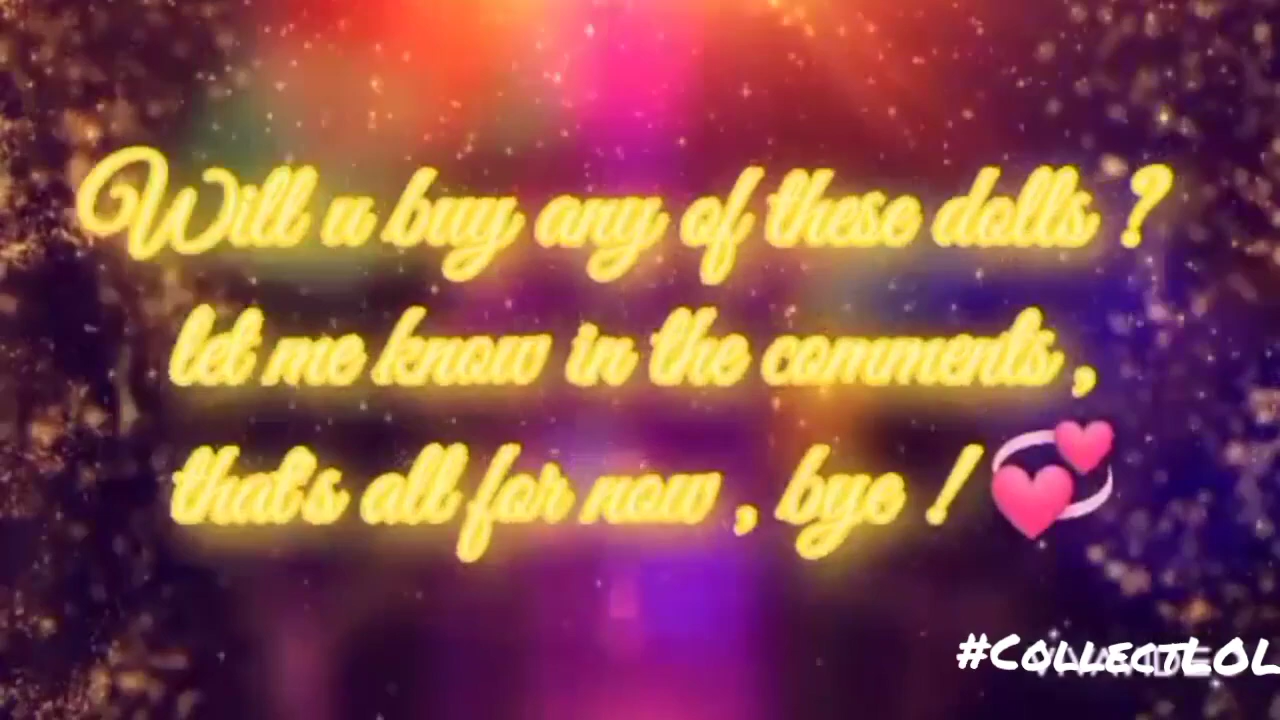 Will u buy any of these dolls ?
let me know in the comments ,
that's all for now , bye ! 💞
#COLLECTLOL